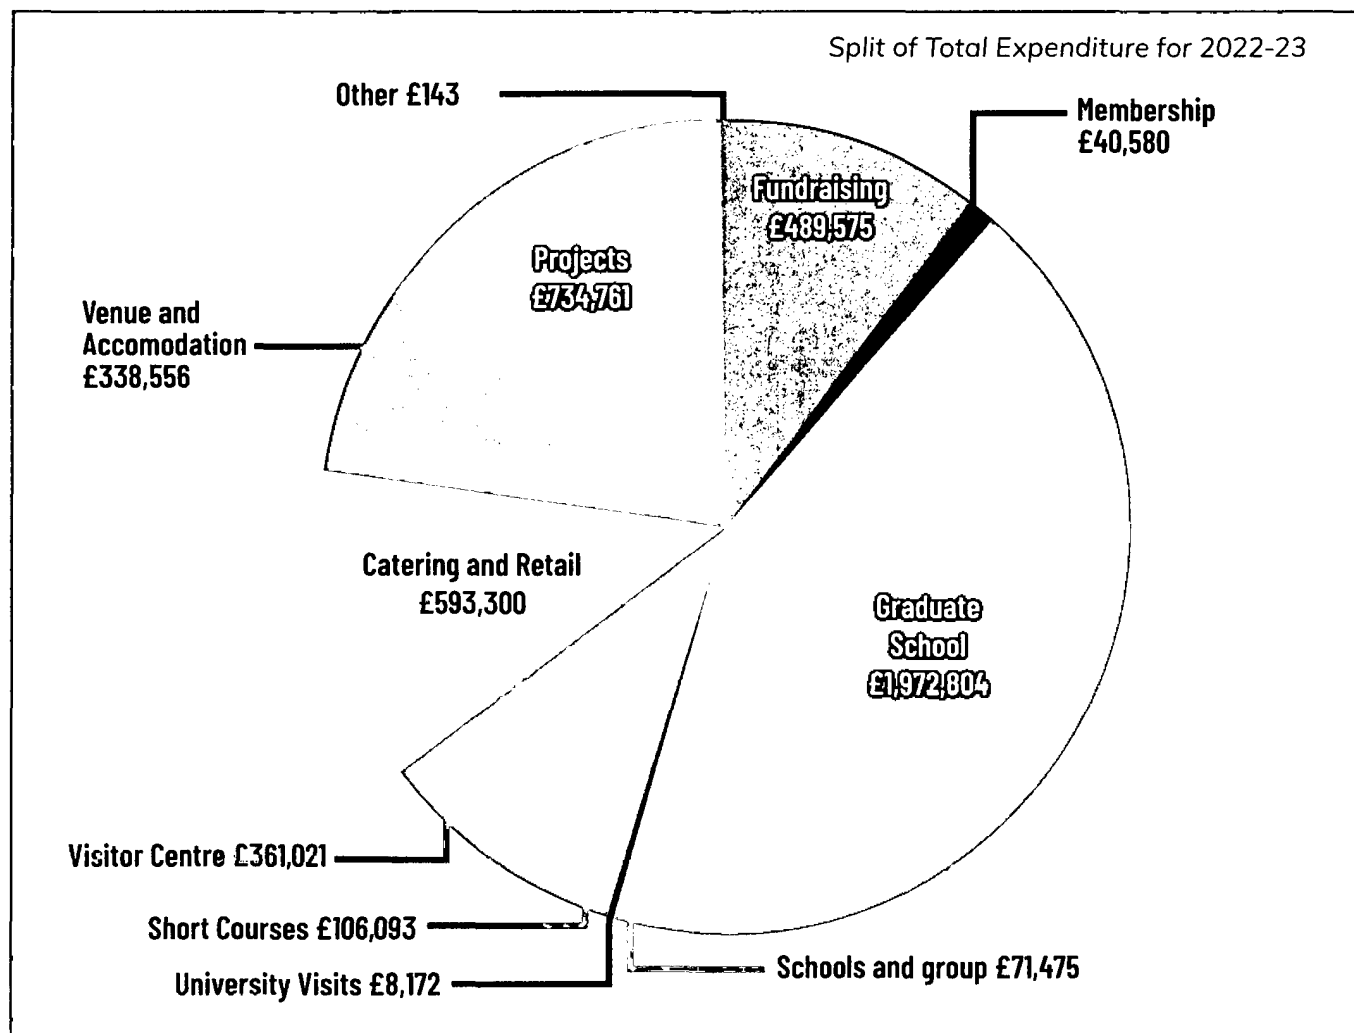 Split of Total Expenditure for 2022-23
Other £143
Membership
£40,580
Fundraising
£489,575
Projects
£734,761
Venue and
Accomodation
£338,556
Catering and Retail
£593,300
Graduate
School
£1,972,804
Visitor Centre £361,021
Short Courses £106,093
University Visits £8,172
Schools and group £71,475